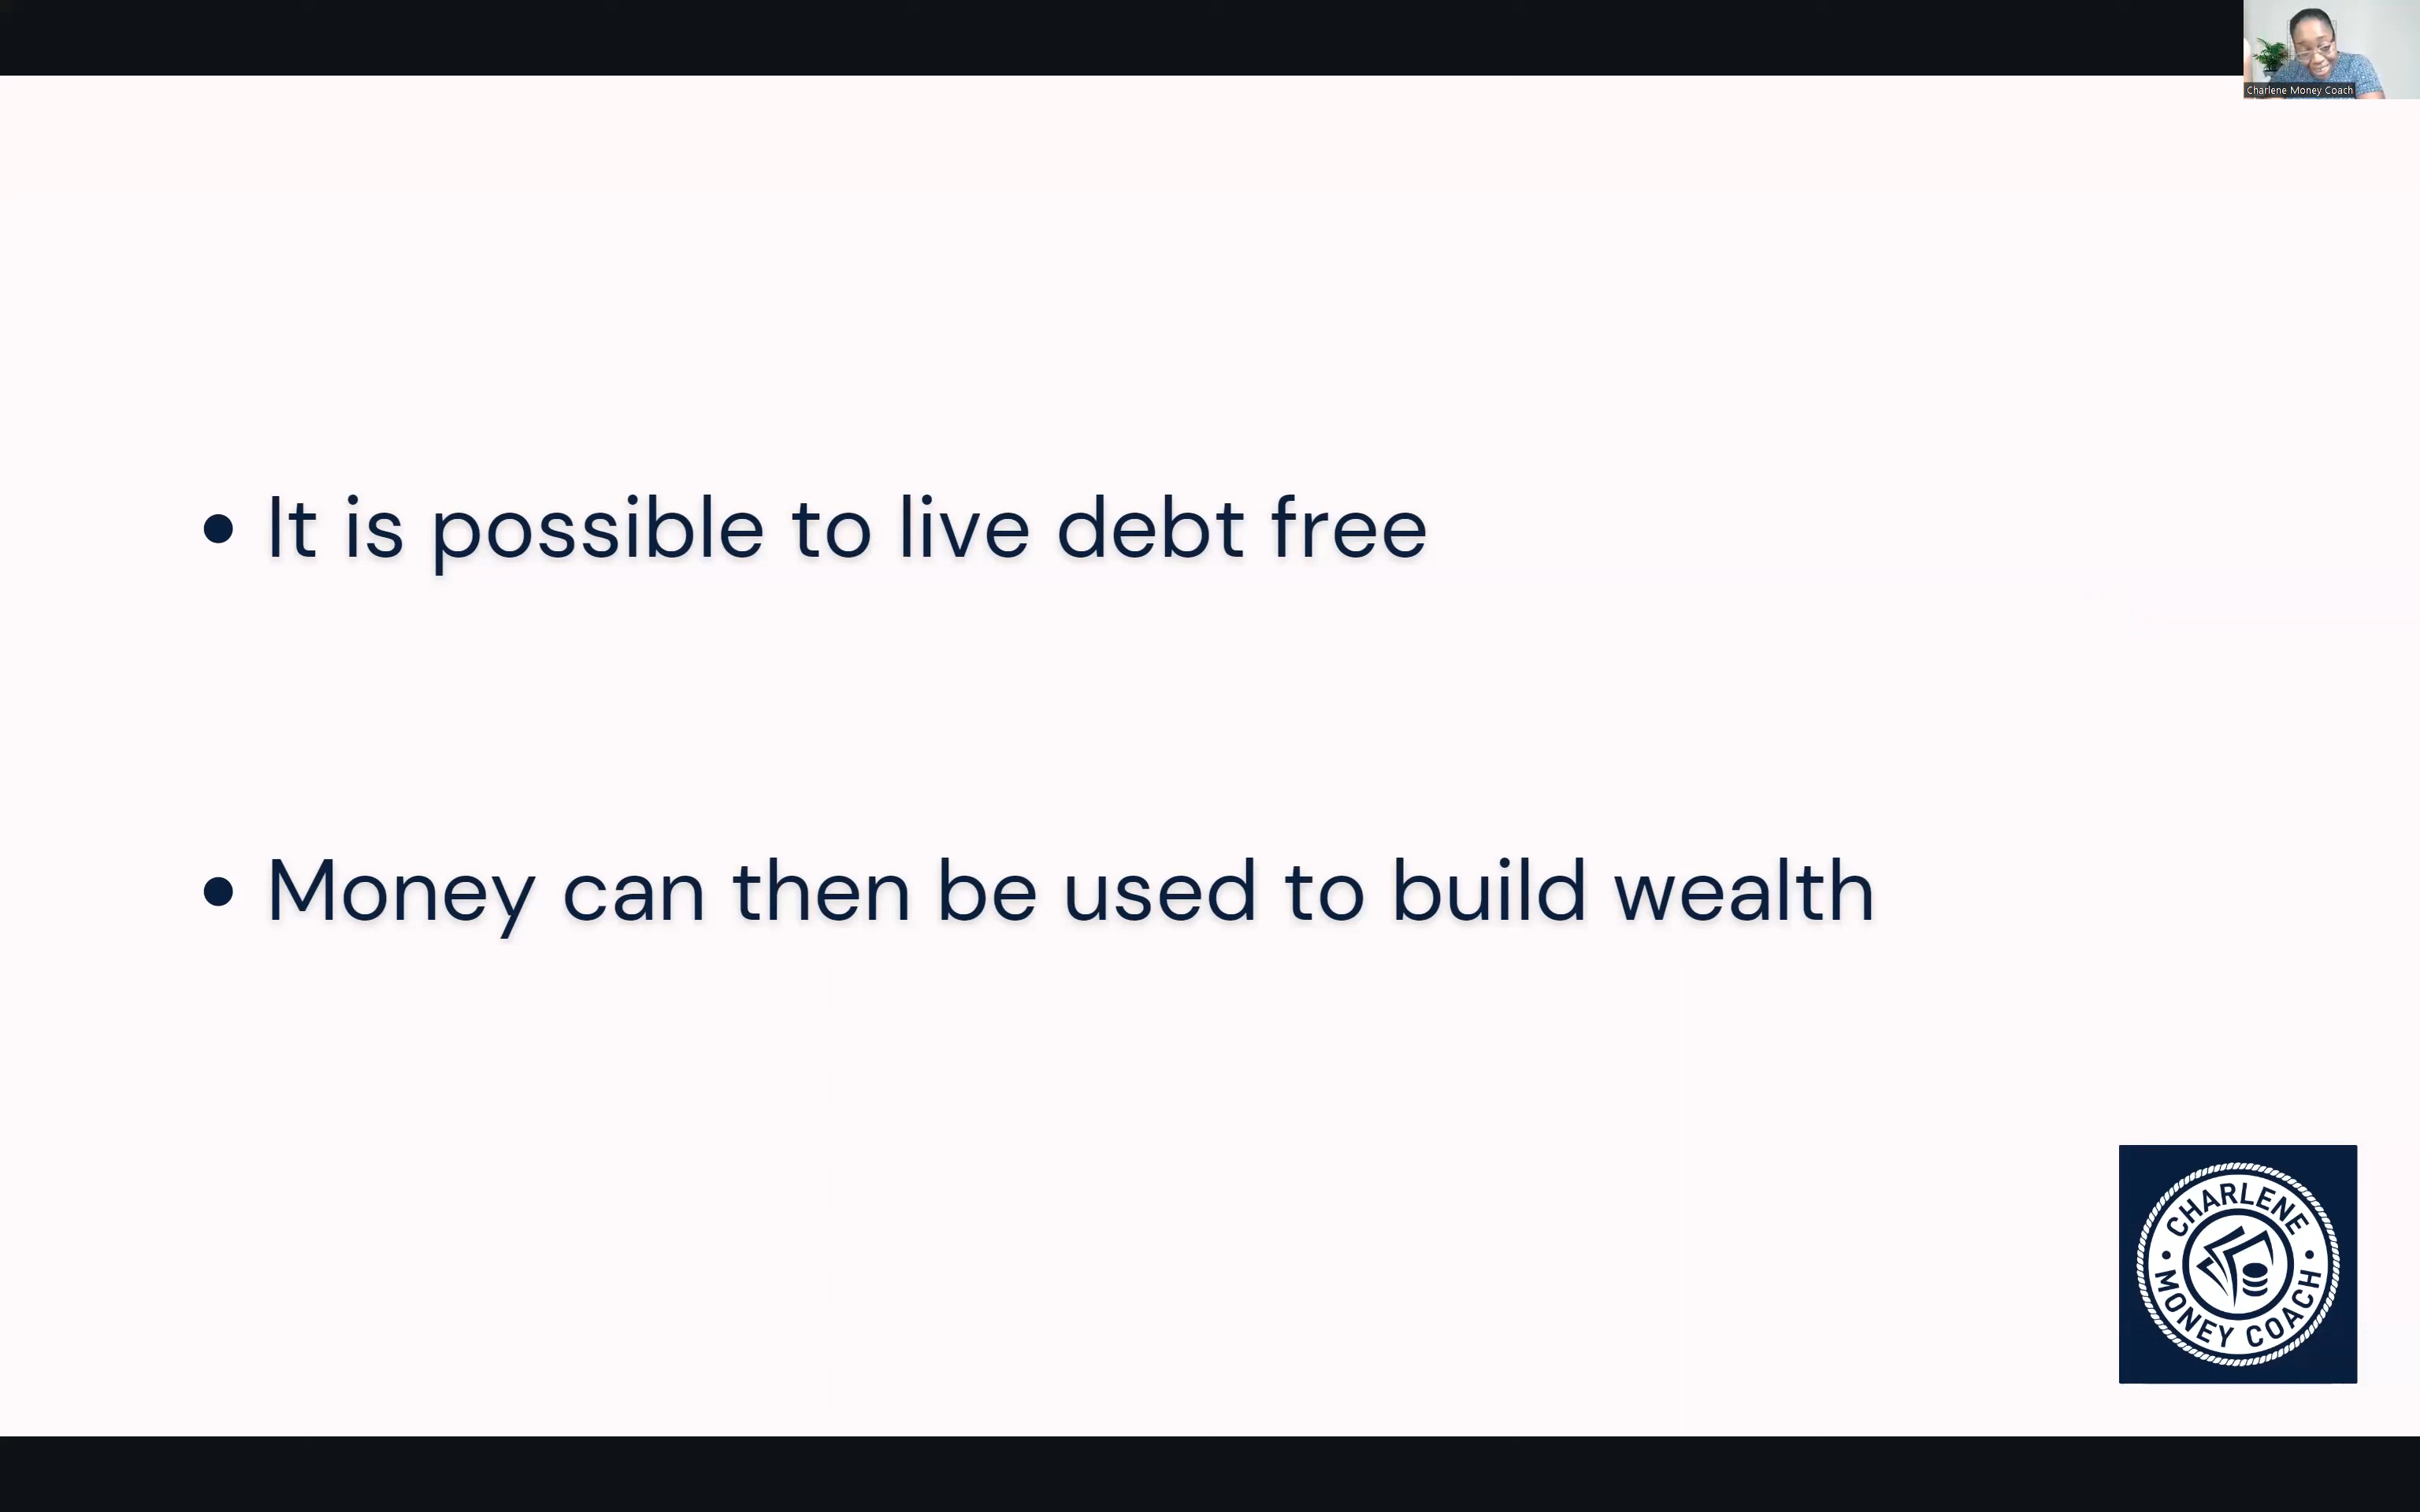 Charlene Money Coach
• It is possible to live debt free
• Money can then be used to build wealth
CHARLENE
• MONEY COACH •